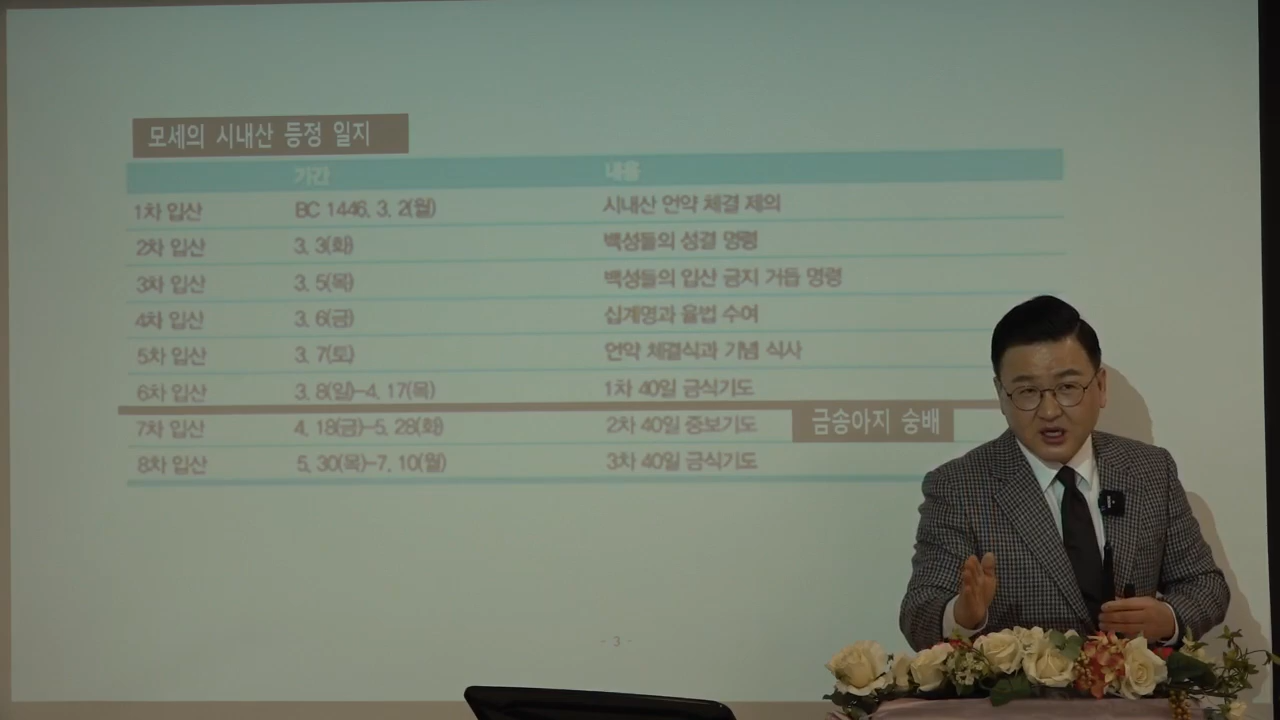 모세의 시내산 등정 일지
기간 내용
1차 입산 BC 1446. 3. 2(월) 시내산 언약 체결 제의
2차 입산 3. 3(화) 백성들의 성결 명령
3차 입산 3. 5(목) 백성들의 입산 금지 거듭 명령
4차 입산 3. 6(금) 십계명과 율법 수여
5차 입산 3. 7(토) 언약 체결식과 기념 식사
6차 입산 3. 8(일)-4. 17(목) 1차 40일 금식기도
7차 입산 4. 18(금)-5. 28(화) 2차 40일 중보기도 금송아지 숭배
8차 입산 5. 30(목)-7. 10(월) 3차 40일 금식기도
- 3 -